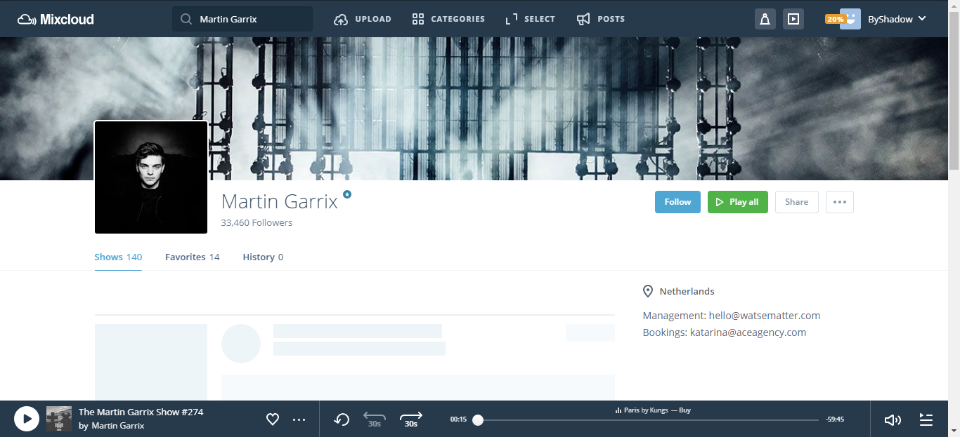 Mixcloud Martin Garrix UPLOAD CATEGORIES SELECT POSTS 20% ByShadow
Martin Garrix
33,460 Followers
Follow Play all Share
Shows 140 Favorites 14 History 0
Netherlands
Management: hello@watsematter.com
Bookings: katarina@aceagency.com
The Martin Garrix Show #274
by Martin Garrix
30s 30s
00:15
Paris by Kungs — Buy
-59:45